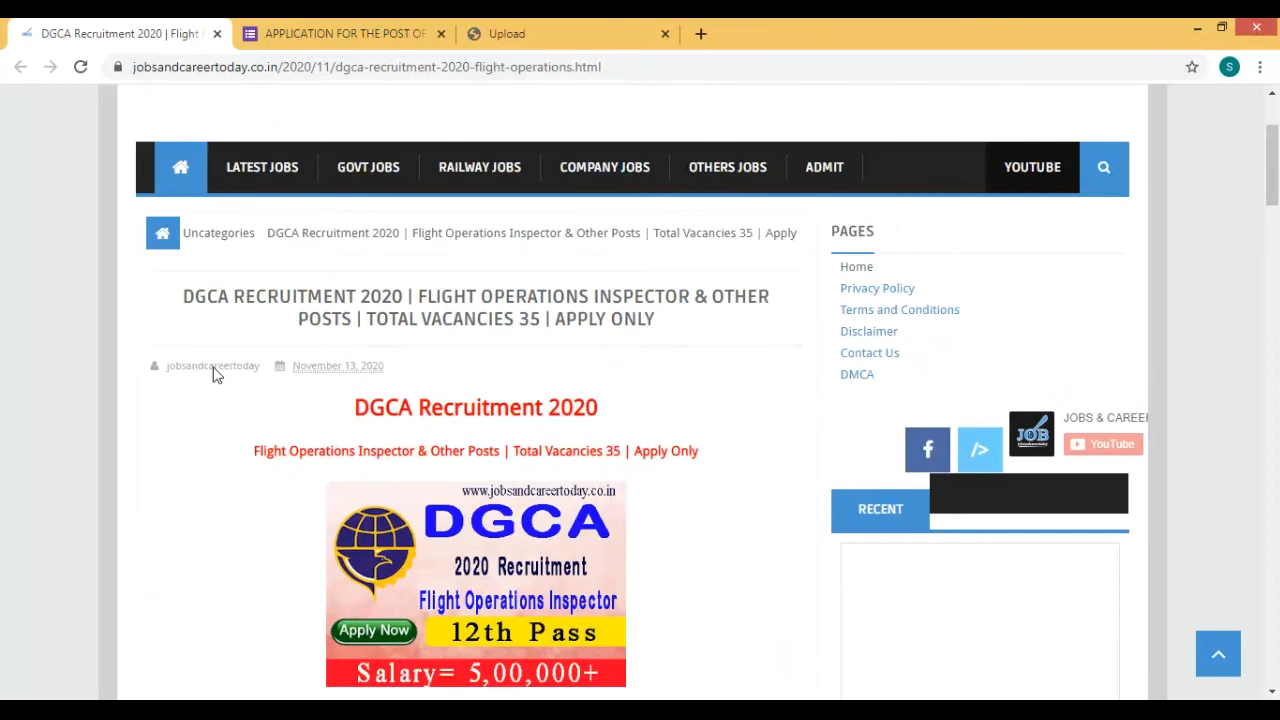 DGCA Recruitment 2020 | Flight
APPLICATION FOR THE POST OF
Upload
jobsandcareertoday.co.in/2020/11/dgca-recruitment-2020-flight-operations.html
S
LATEST JOBS
GOVT JOBS
RAILWAY JOBS
COMPANY JOBS
OTHERS JOBS
ADMIT
YOUTUBE
Uncategories
DGCA Recruitment 2020 | Flight Operations Inspector & Other Posts | Total Vacancies 35 | Apply
PAGES
Home
Privacy Policy
Terms and Conditions
Disclaimer
Contact Us
DMCA
DGCA RECRUITMENT 2020 | FLIGHT OPERATIONS INSPECTOR & OTHER
POSTS | TOTAL VACANCIES 35 | APPLY ONLY
jobsandcareertoday
November 13, 2020
DGCA Recruitment 2020
Flight Operations Inspector & Other Posts | Total Vacancies 35 | Apply Only
www.jobsandcareertoday.co.in
DGCA
2020 Recruitment
Flight Operations Inspector
Apply Now
12th Pass
Salary= 5,00,000+
JOB
JOBS & CAREER
YouTube
RECENT